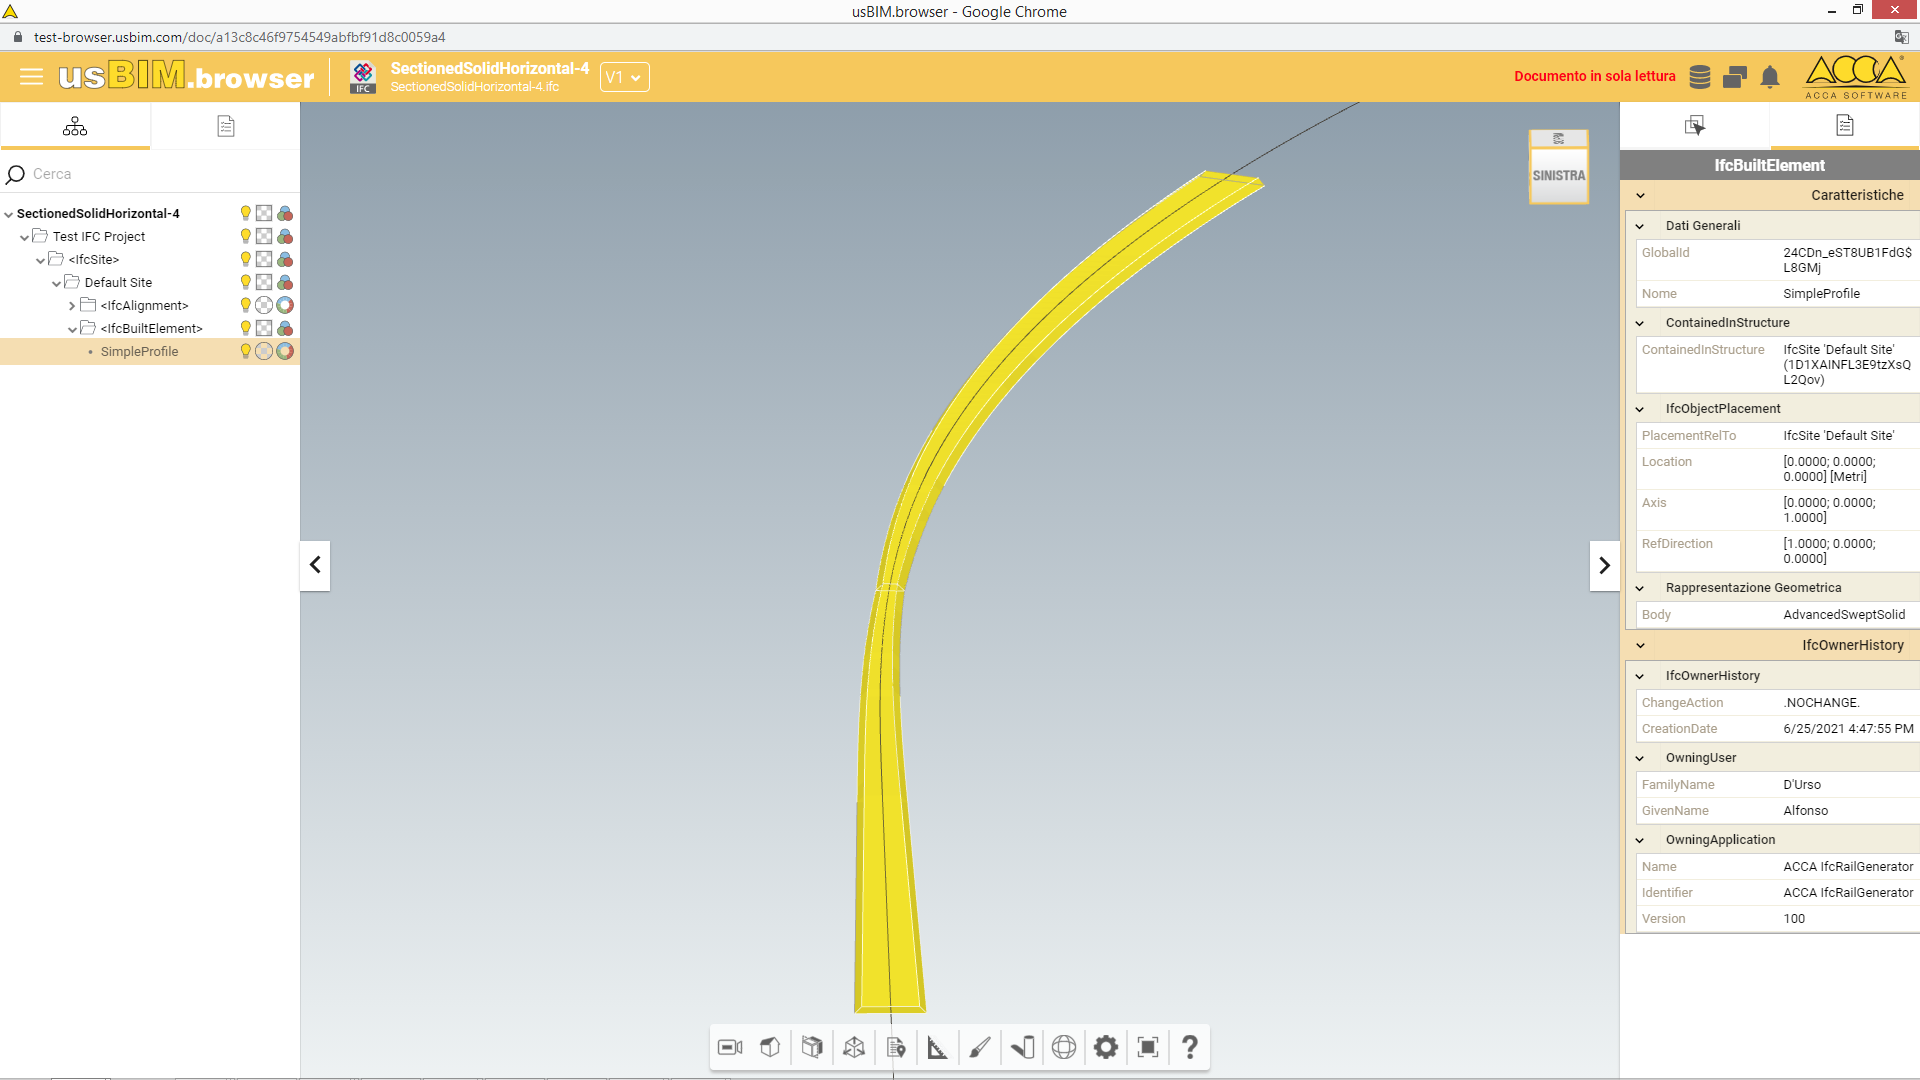 usBIM.browser - Google Chrome
test-browser.usbim.com/doc/a13c8c46f9754549abfbf91d8c0059a4
usBIM.browser
IFC
SectionedSolidHorizontal-4
SectionedSolidHorizontal-4.ifc
V1
Documento in sola lettura
ACCA
ACCA SOFTWARE
Cerca
SectionedSolidHorizontal-4
Test IFC Project
<IfcSite>
Default Site
<IfcAlignment>
<IfcBuiltElement>
SimpleProfile
SINISTRA
IfcBuiltElement
Caratteristiche
Dati Generali
GlobalId 24CDn_eST8UB1FdG$
L8GMj
Nome SimpleProfile
ContainedInStructure
ContainedInStructure IfcSite 'Default Site'
(1D1XAINFL3E9tzXsQ
L2Qov)
IfcObjectPlacement
PlacementRelTo IfcSite 'Default Site'
Location [0.0000; 0.0000;
0.0000] [Metri]
Axis [0.0000; 0.0000;
1.0000]
RefDirection [1.0000; 0.0000;
0.0000]
Rappresentazione Geometrica
Body AdvancedSweptSolid
IfcOwnerHistory
IfcOwnerHistory
ChangeAction .NOCHANGE.
CreationDate 6/25/2021 4:47:55 PM
OwningUser
FamilyName D'Urso
GivenName Alfonso
OwningApplication
Name ACCA IfcRailGenerator
Identifier ACCA IfcRailGenerator
Version 100
?